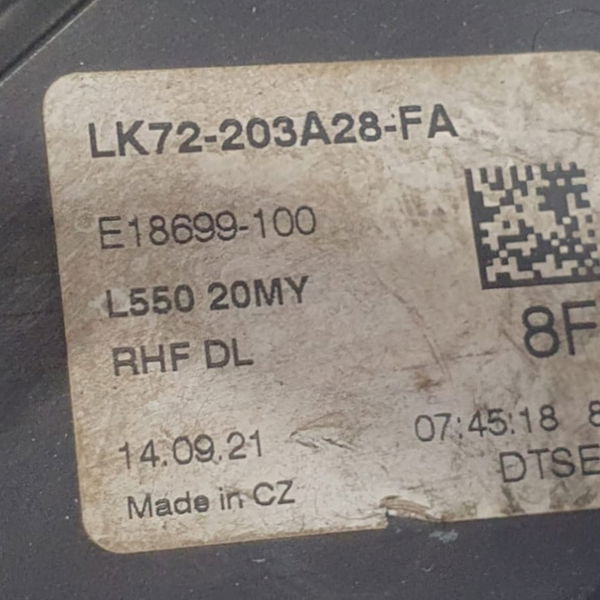 LK72-203A28-FA
E18699-100
L550 20MY
8F
RHF DL
07:45:18 8
14.09.21
DTSE
Made in CZ